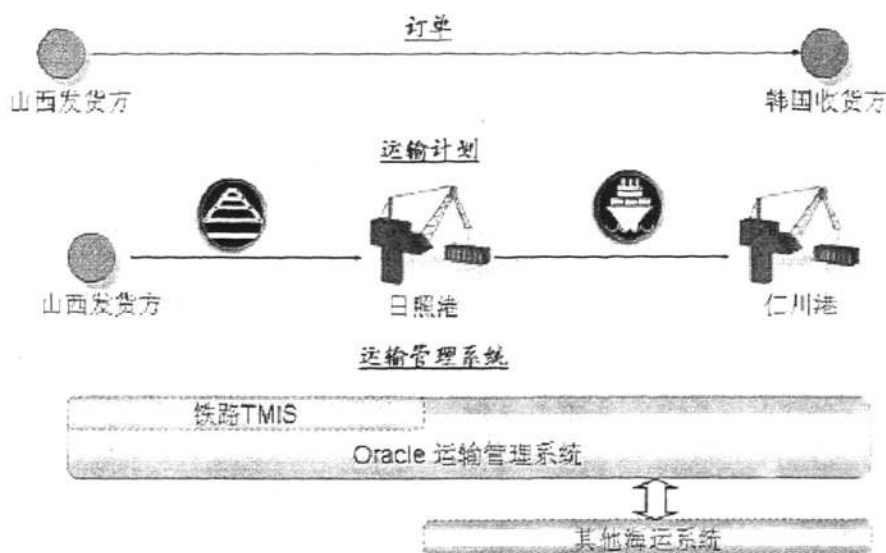 订单
山西发货方
韩国收货方
运输计划
山西发货方
日照港
仁川港
运输管理系统
铁路TMIS
Oracle 运输管理系统
其他海运系统